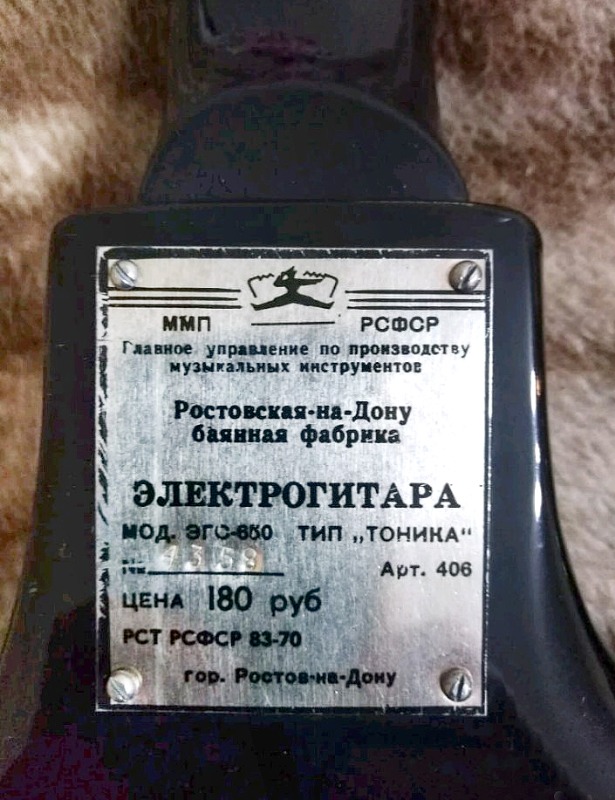 ММП РСФСР
Главное управление по производству
музыкальных инструментов
Ростовская-на-Дону
баянная фабрика
ЭЛЕКТРОГИТАРА
МОД. ЭГС-650 ТИП „ТОНИКА“
№ 4359 Арт. 406
ЦЕНА 180 руб
РСТ РСФСР 83-70
гор. Ростов-на-Дону